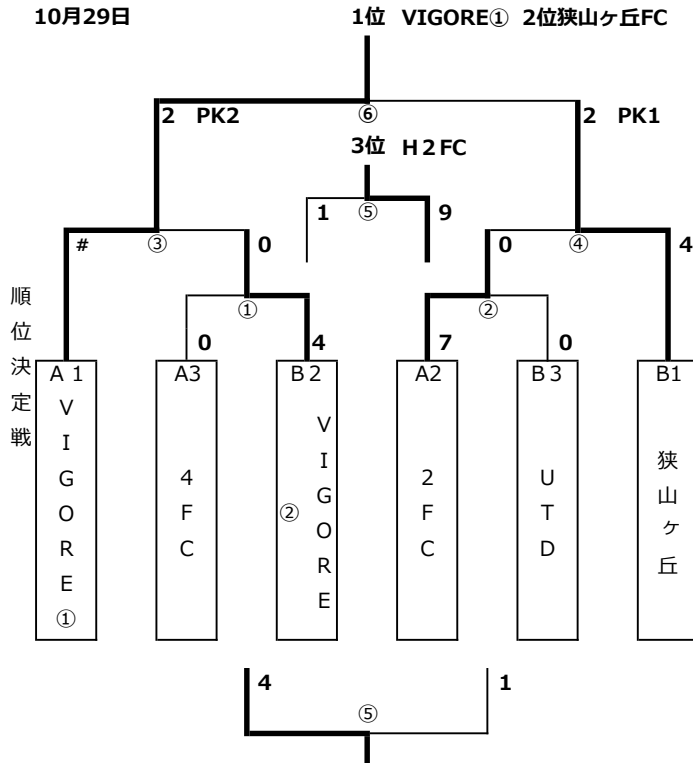 10月29日
1位 VIGORE① 2位狭山ヶ丘FC
2 PK2
⑥
2 PK1
3位 H2FC
1
⑤
9
#
③
0
0
④
4
順位決定戦
①
②
0
4
7
0
A1
A3
B2
A2
B3
B1
VIGORE①
4FC
VIGORE②
2FC
UTD
狭山ヶ丘
4
⑤
1